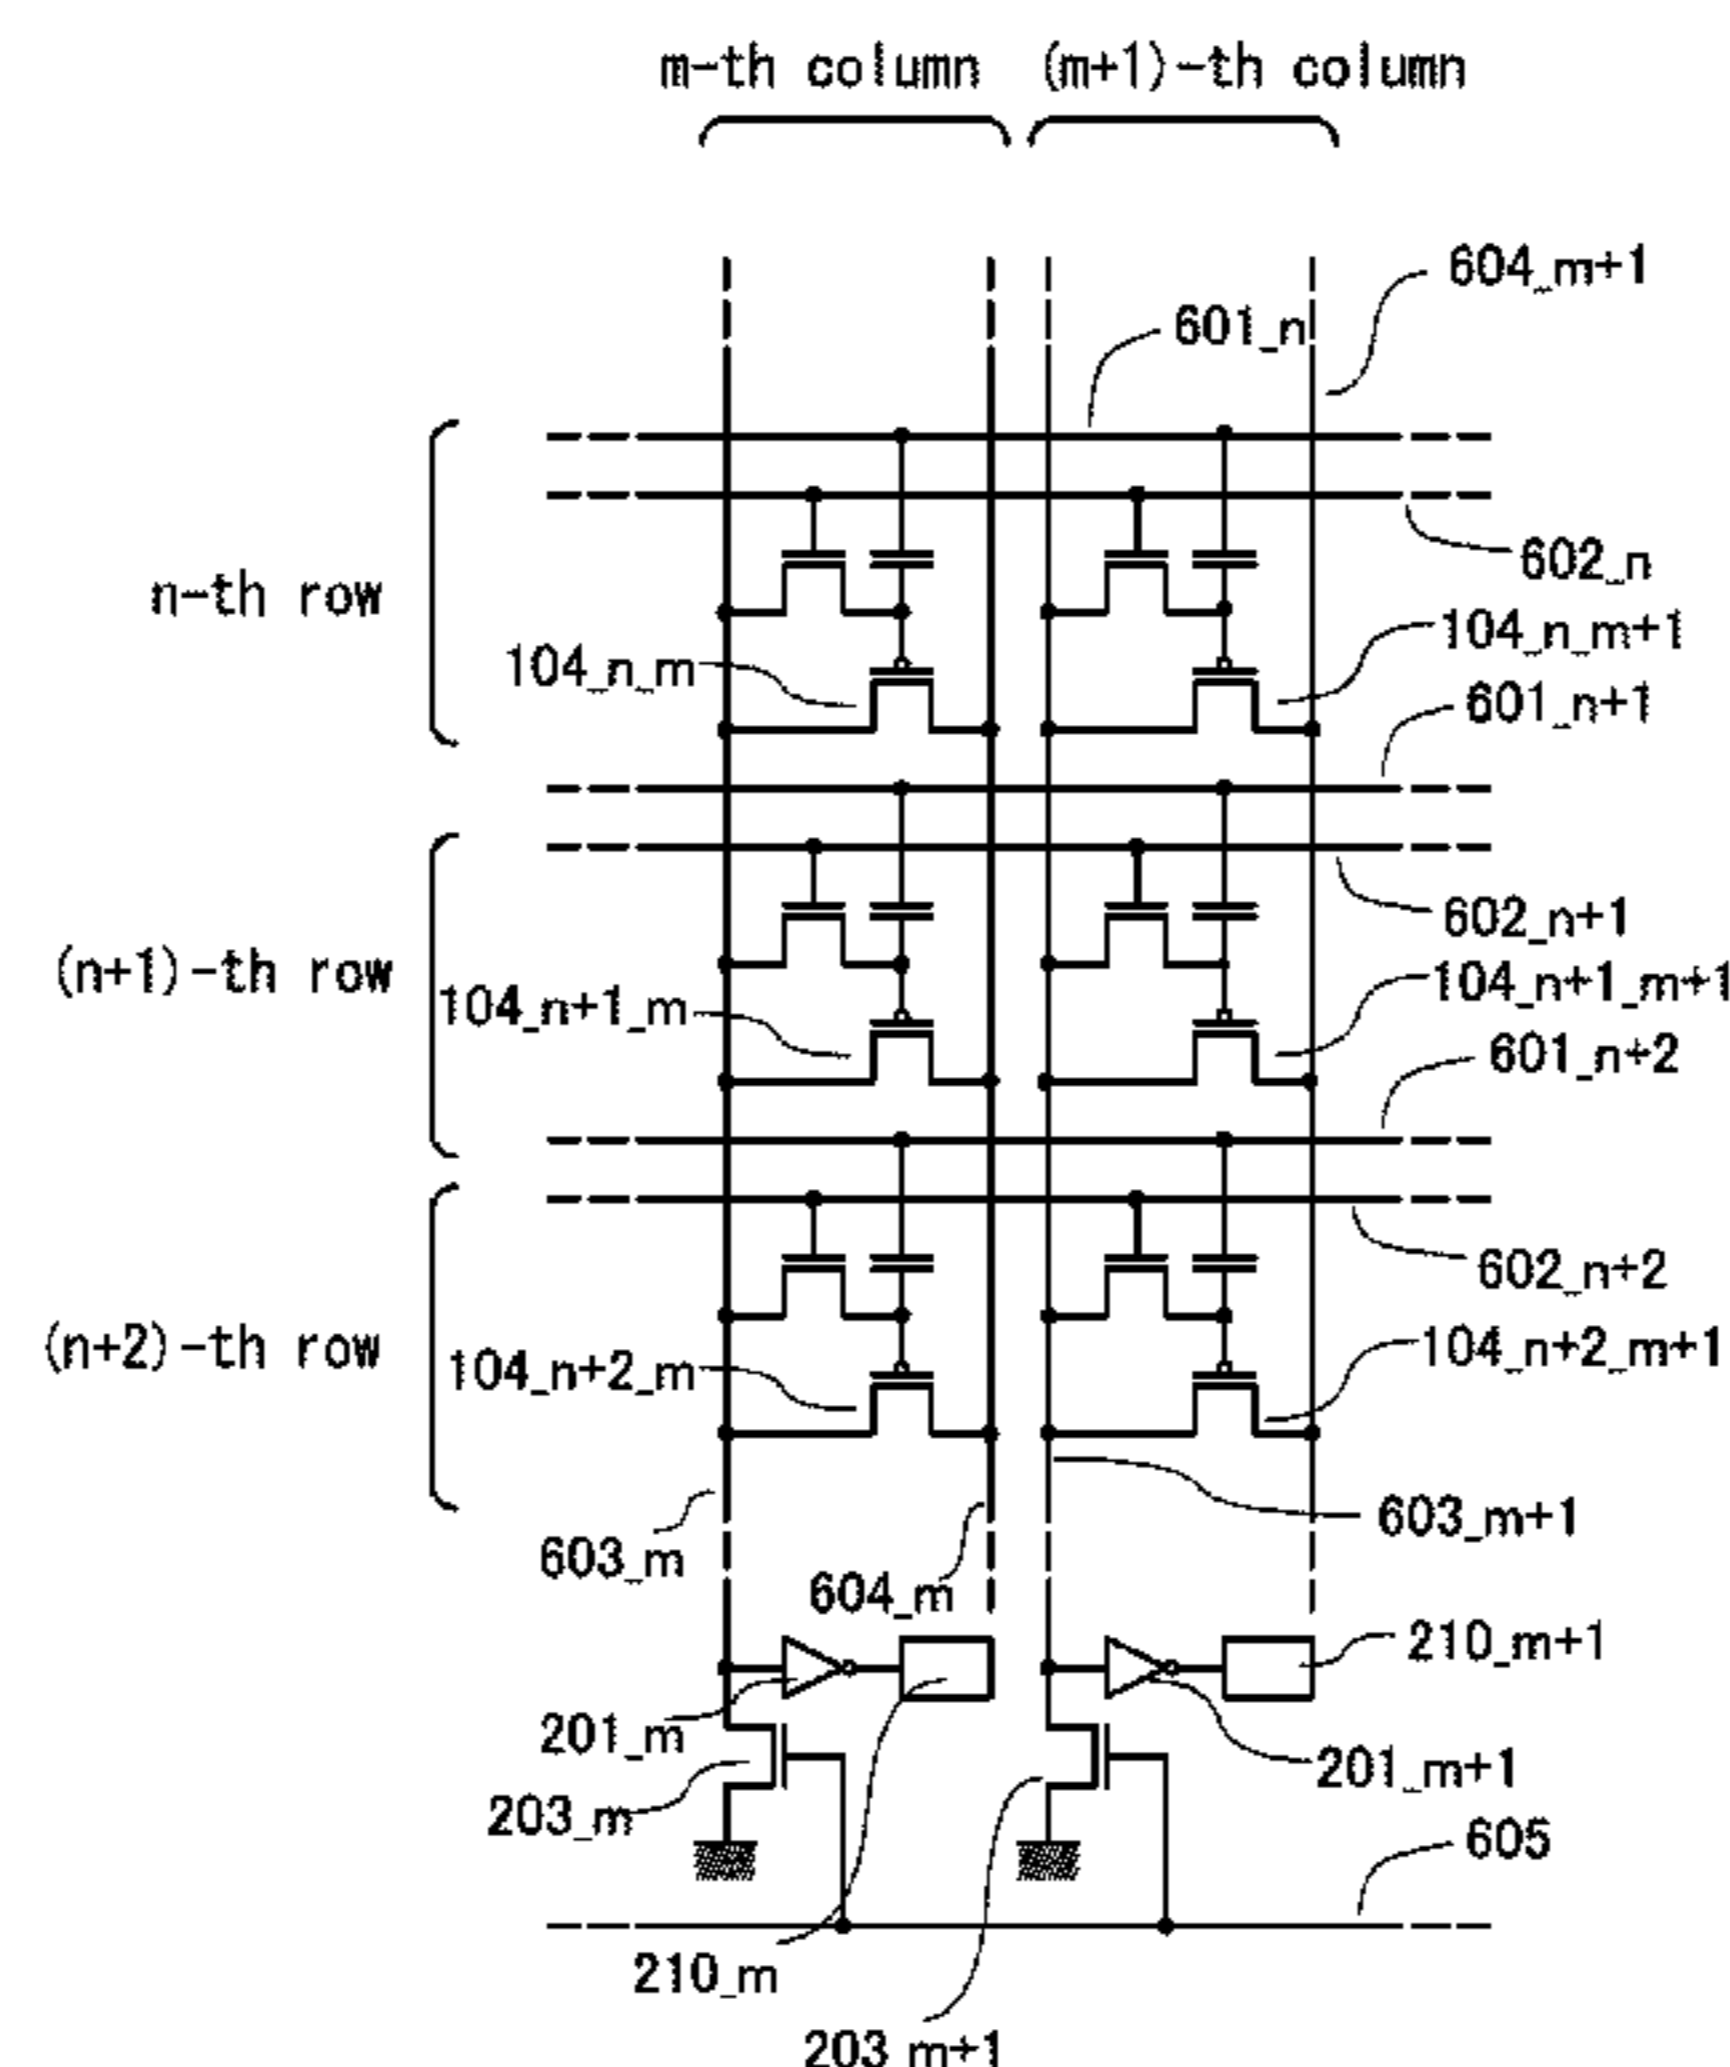 m-th column
(m+1)-th column
604_m+1
601_n
602_n
n-th row
104_n_m
104_n_m+1
601_n+1
602_n+1
(n+1)-th row
104_n+1_m
104_n+1_m+1
601_n+2
602_n+2
(n+2)-th row
104_n+2_m
104_n+2_m+1
603_m
604_m
603_m+1
210_m+1
201_m
201_m+1
203_m
605
210_m
203_m+1